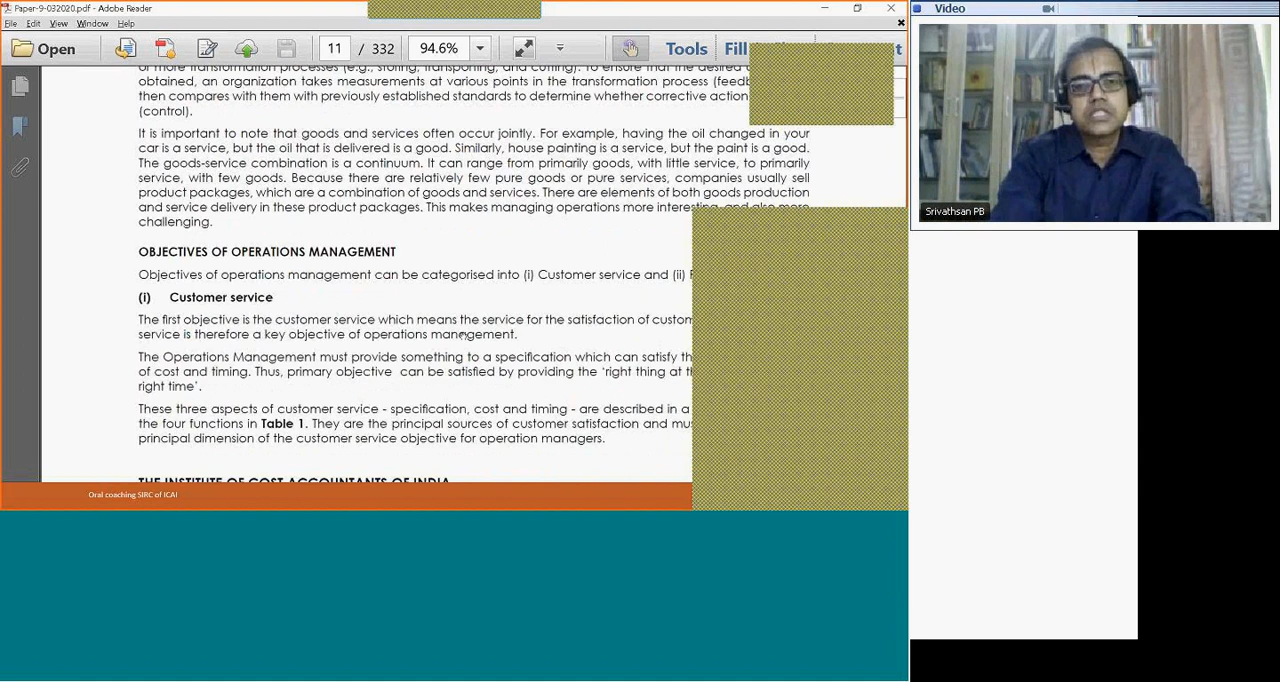 Paper-9-032020.pdf - Adobe Reader
File Edit View Window Help
Open 11 / 332 94.6% Tools Fill
obtained, an organization takes measurements at various points in the transformation process
then compares with them with previously established standards to determine whether corrective action
(control).
It is important to note that goods and services often occur jointly. For example, having the oil changed in your
car is a service, but the oil that is delivered is a good. Similarly, house painting is a service, but the paint is a good.
The goods-service combination is a continuum. It can range from primarily goods, with little service, to primarily
service, with few goods. Because there are relatively few pure goods or pure services, companies usually sell
product packages, which are a combination of goods and services. There are elements of both goods production
and service delivery in these product packages. This makes managing operations more interesting, and also more
challenging.
OBJECTIVES OF OPERATIONS MANAGEMENT
Objectives of operations management can be categorised into (i) Customer service and (ii)
(i) Customer service
The first objective is the customer service which means the service for the satisfaction of
service is therefore a key objective of operations management.
The Operations Management must provide something to a specification which can satisfy
of cost and timing. Thus, primary objective can be satisfied by providing the ‘right thing at
right time’.
These three aspects of customer service - specification, cost and timing - are described in a
the four functions in Table 1. They are the principal sources of customer satisfaction and
principal dimension of the customer service objective for operation managers.
THE INSTITUTE OF COST ACCOUNTANTS OF INDIA
Oral coaching SIRC of ICAI
Video
Srivathsan PB